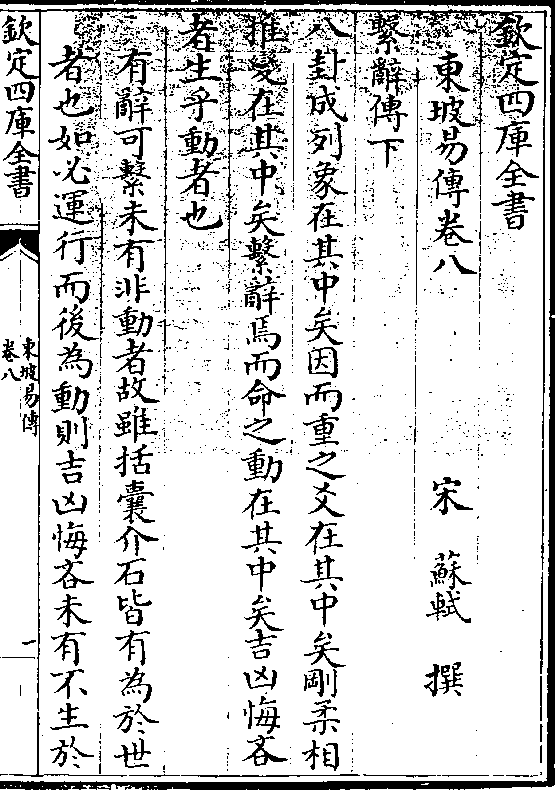 欽定四庫全書
東坡易傳卷八
宋 蘇軾 撰
繫辭傳下
八卦成列象在其中矣因而重之爻在其中矣剛柔相
推變在其中矣繫辭焉而命之動在其中矣吉凶悔吝
者生乎動者也
有辭可繫未有非動者故雖括囊介石皆有為於世
者也如必運行而後為動則吉凶悔吝未有不生於
欽定四庫全書
東坡易傳
卷八
一